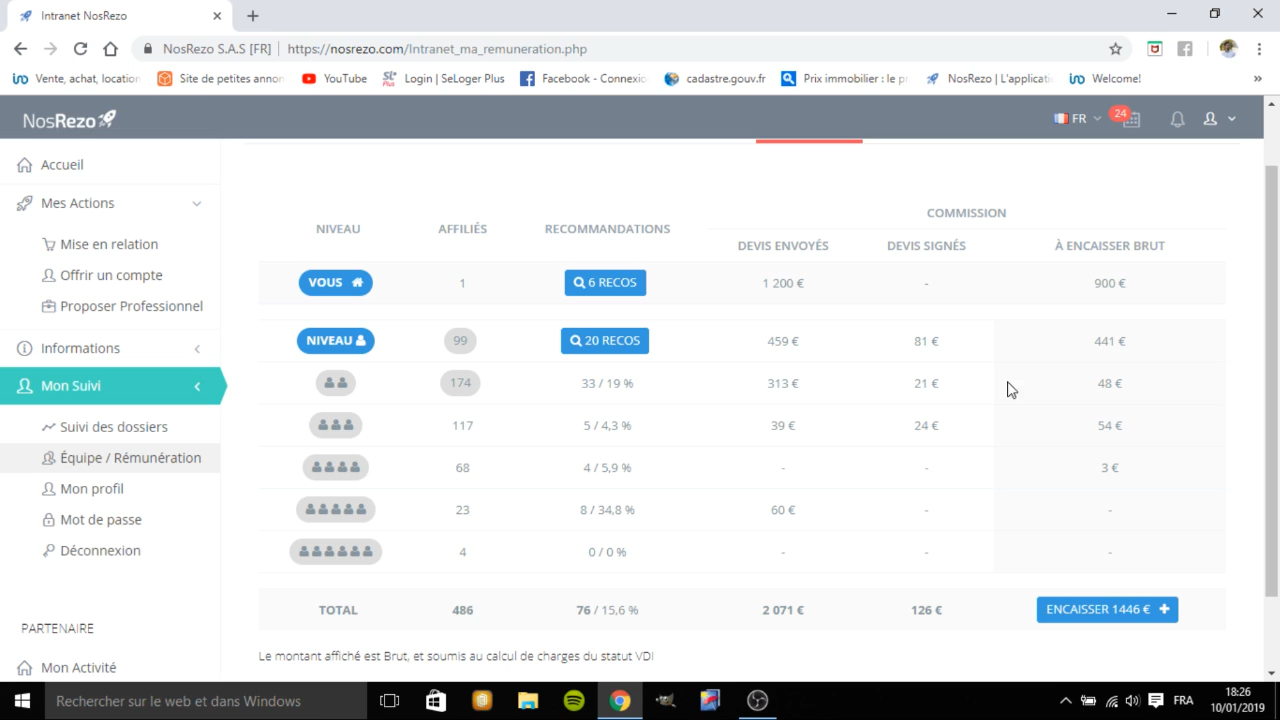 Intranet NosRezo
NosRezo S.A.S [FR] https://nosrezo.com/Intranet_ma_remuneration.php
Vente, achat, location Site de petites annon YouTube Login | SeLoger Plus Facebook - Connexio cadastre.gouv.fr Prix immobilier : le p NosRezo | L'applicati Welcome!
NosRezo FR 24
Accueil
Mes Actions
Mise en relation
Offrir un compte
Proposer Professionnel
Informations
Mon Suivi
Suivi des dossiers
Équipe / Rémunération
Mon profil
Mot de passe
Déconnexion
PARTENAIRE
Mon Activité
COMMISSION
NIVEAU AFFILIÉS RECOMMANDATIONS
DEVIS ENVOYÉS DEVIS SIGNÉS À ENCAISSER BRUT
VOUS 1 6 RECOS 1 200 € - 900 €
NIVEAU 99 20 RECOS 459 € 81 € 441 €
174 33 / 19 % 313 € 21 € 48 €
117 5 / 4,3 % 39 € 24 € 54 €
68 4 / 5,9 % - - 3 €
23 8 / 34,8 % 60 € - -
4 0 / 0 % - - -
TOTAL 486 76 / 15,6 % 2 071 € 126 € ENCAISSER 1446 €
Le montant affiché est Brut, et soumis au calcul de charges du statut VDI
Rechercher sur le web et dans Windows
FRA
18:26
10/01/2019